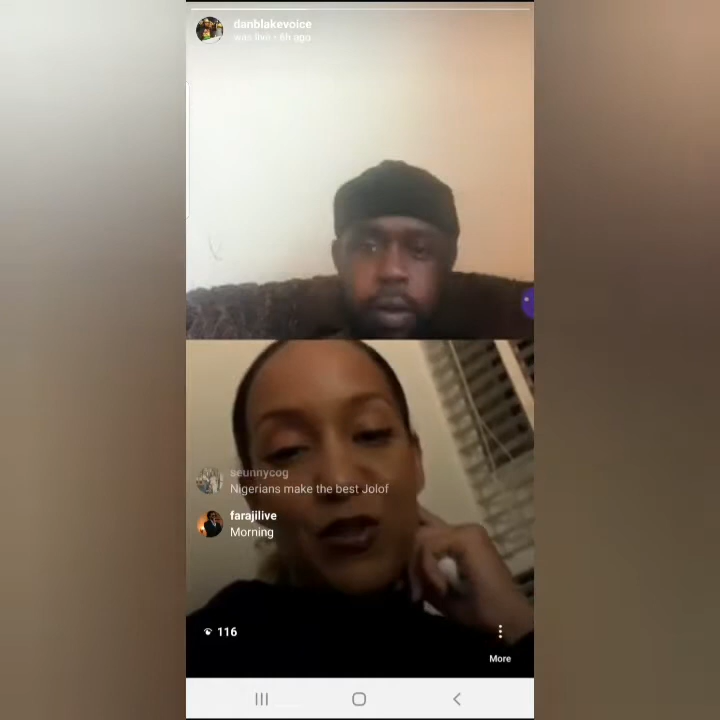 danblakevoice
was live • 6h ago
seunnycog
Nigerians make the best Jolof
farajilive
Morning
116
More